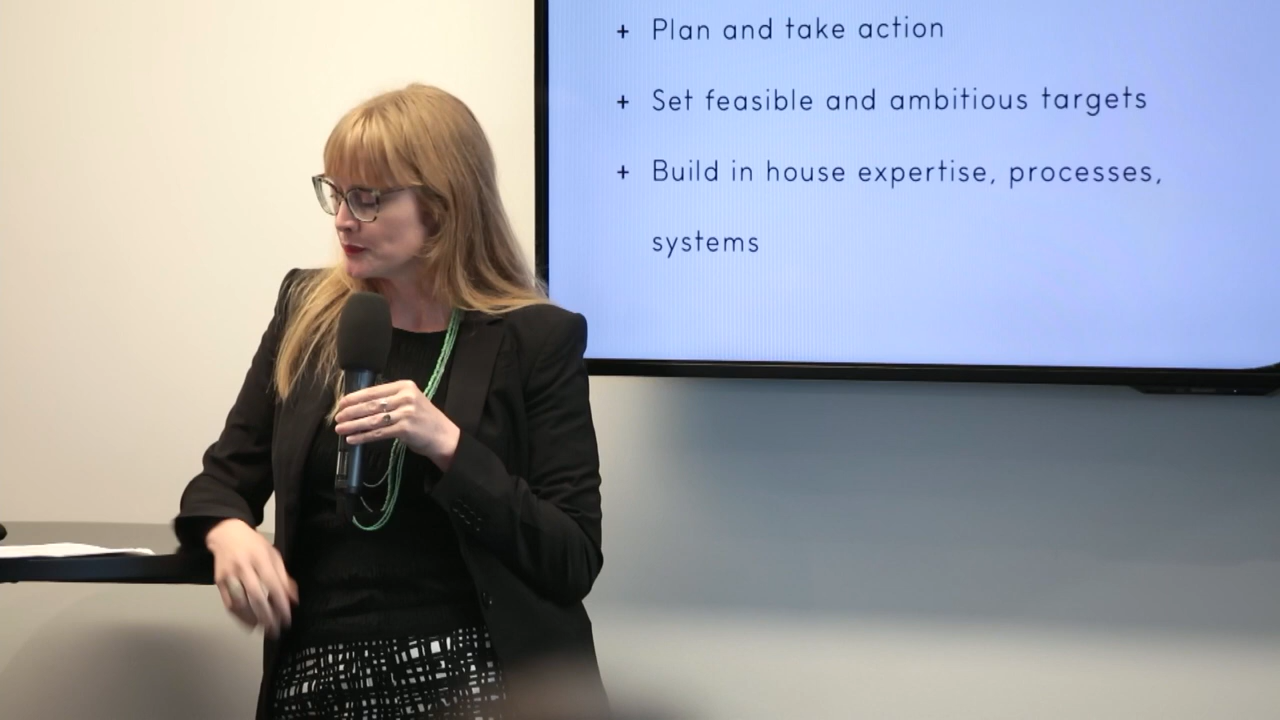 + Plan and take action
+ Set feasible and ambitious targets
+ Build in house expertise, processes,
systems